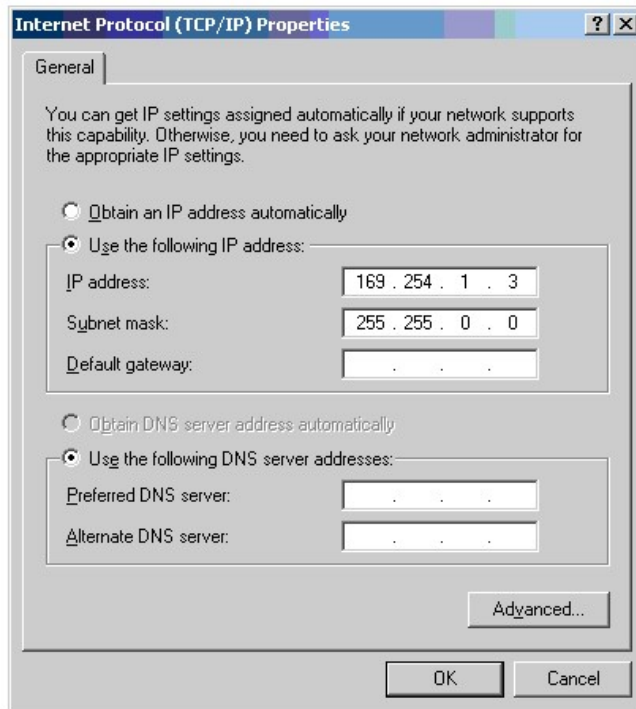 Internet Protocol (TCP/IP) Properties
General
You can get IP settings assigned automatically if your network supports
this capability. Otherwise, you need to ask your network administrator for
the appropriate IP settings.
Obtain an IP address automatically
Use the following IP address:
IP address: 169 . 254 . 1 . 3
Subnet mask: 255 . 255 . 0 . 0
Default gateway: . . .
Obtain DNS server address automatically
Use the following DNS server addresses:
Preferred DNS server: . . .
Alternate DNS server: . . .
Advanced...
OK Cancel